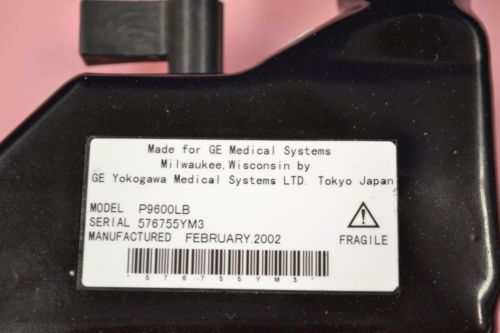 Made for GE Medical Systems
Milwaukee, Wisconsin by
GE Yokogawa Medical Systems LTD. Tokyo Japan
MODEL P9600LB
SERIAL 576755YM3
MANUFACTURED FEBRUARY.2002
FRAGILE
*576755YM3*